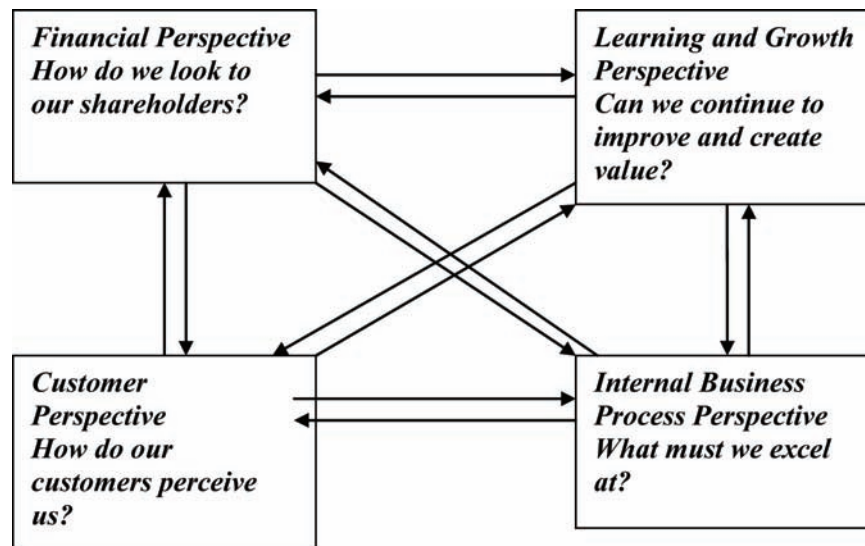 Financial Perspective
How do we look to
our shareholders?
Learning and Growth
Perspective
Can we continue to
improve and create
value?
Customer
Perspective
How do our
customers perceive
us?
Internal Business
Process Perspective
What must we excel
at?